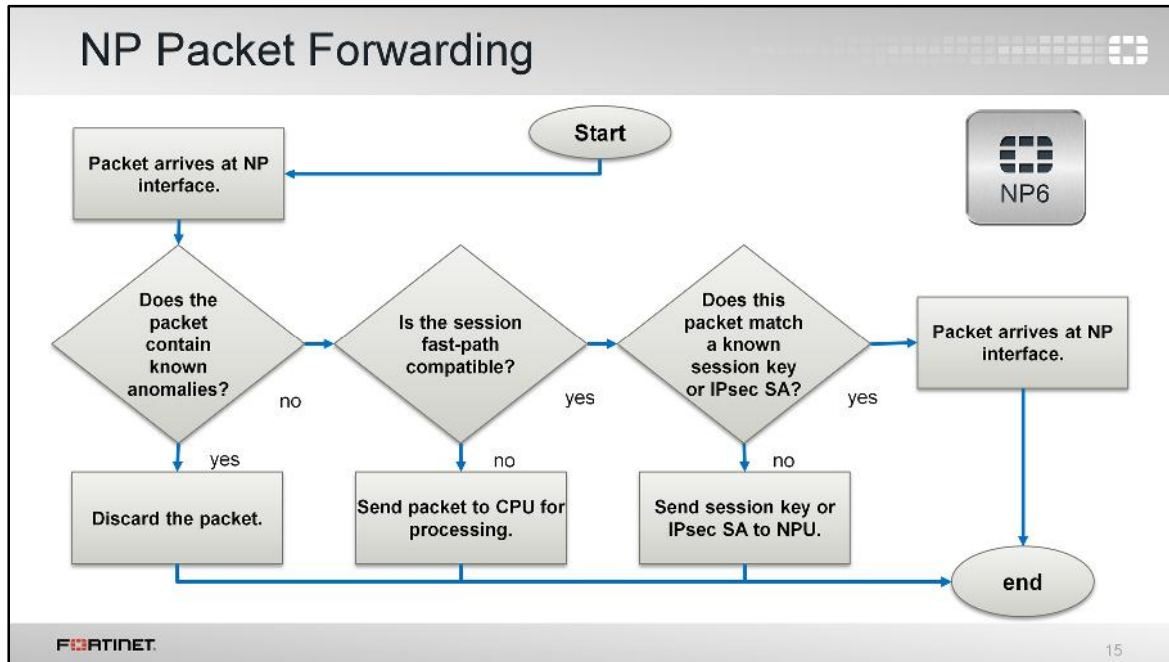 NP Packet Forwarding
Start
Packet arrives at NP
interface.
NP6
Does the
packet
contain
known
anomalies?
no
Is the session
fast-path
compatible?
yes
Does this
packet match
a known
session key
or IPsec SA?
yes
Packet arrives at NP
interface.
yes
no
no
Discard the packet.
Send packet to CPU for
processing.
Send session key or
IPsec SA to NPU.
end
FORTINET
15